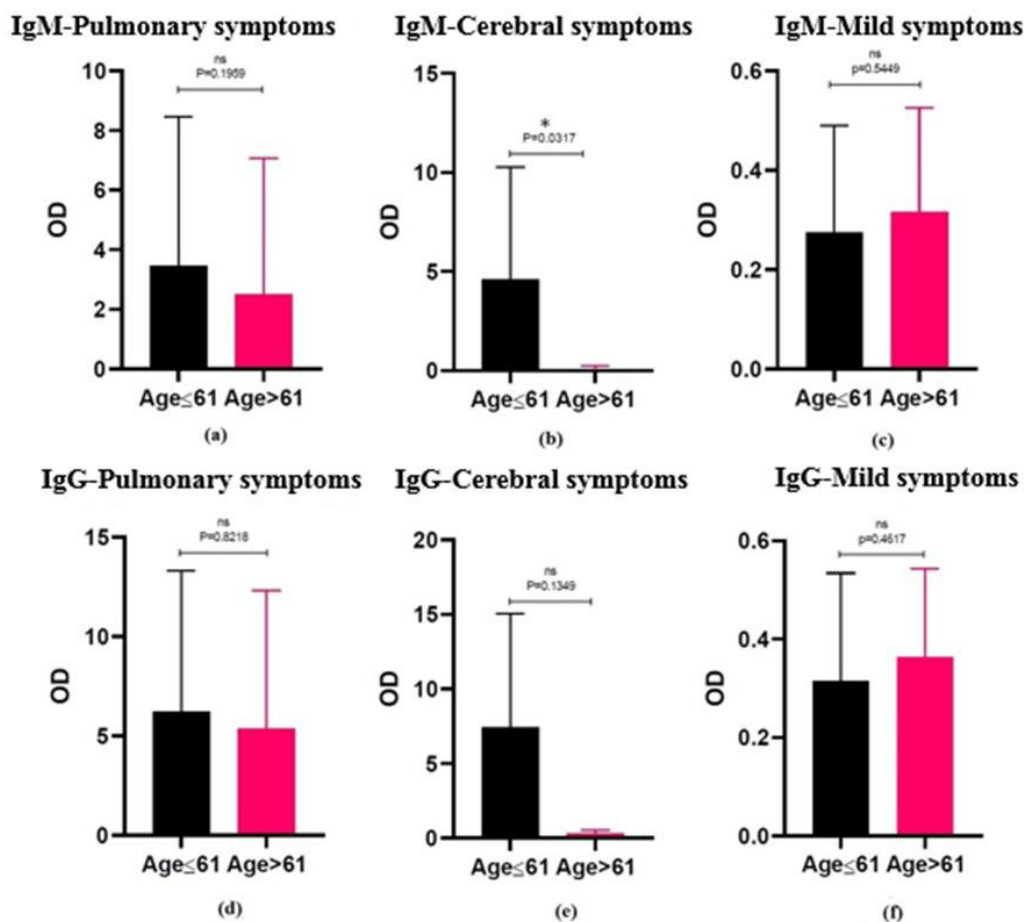 IgM-Pulmonary symptoms
ns
P=0.1959
10
8
6
4
2
0
OD
Age≤61 Age>61
(a)
IgM-Cerebral symptoms
*
P=0.0317
15
10
5
0
OD
Age≤61 Age>61
(b)
IgM-Mild symptoms
ns
p=0.5449
0.6
0.4
0.2
0.0
OD
Age≤61 Age>61
(c)
IgG-Pulmonary symptoms
ns
P=0.8218
15
10
5
0
OD
Age≤61 Age>61
(d)
IgG-Cerebral symptoms
ns
P=0.1349
20
15
10
5
0
OD
Age≤61 Age>61
(e)
IgG-Mild symptoms
ns
p=0.4617
0.6
0.4
0.2
0.0
OD
Age≤61 Age>61
(f)